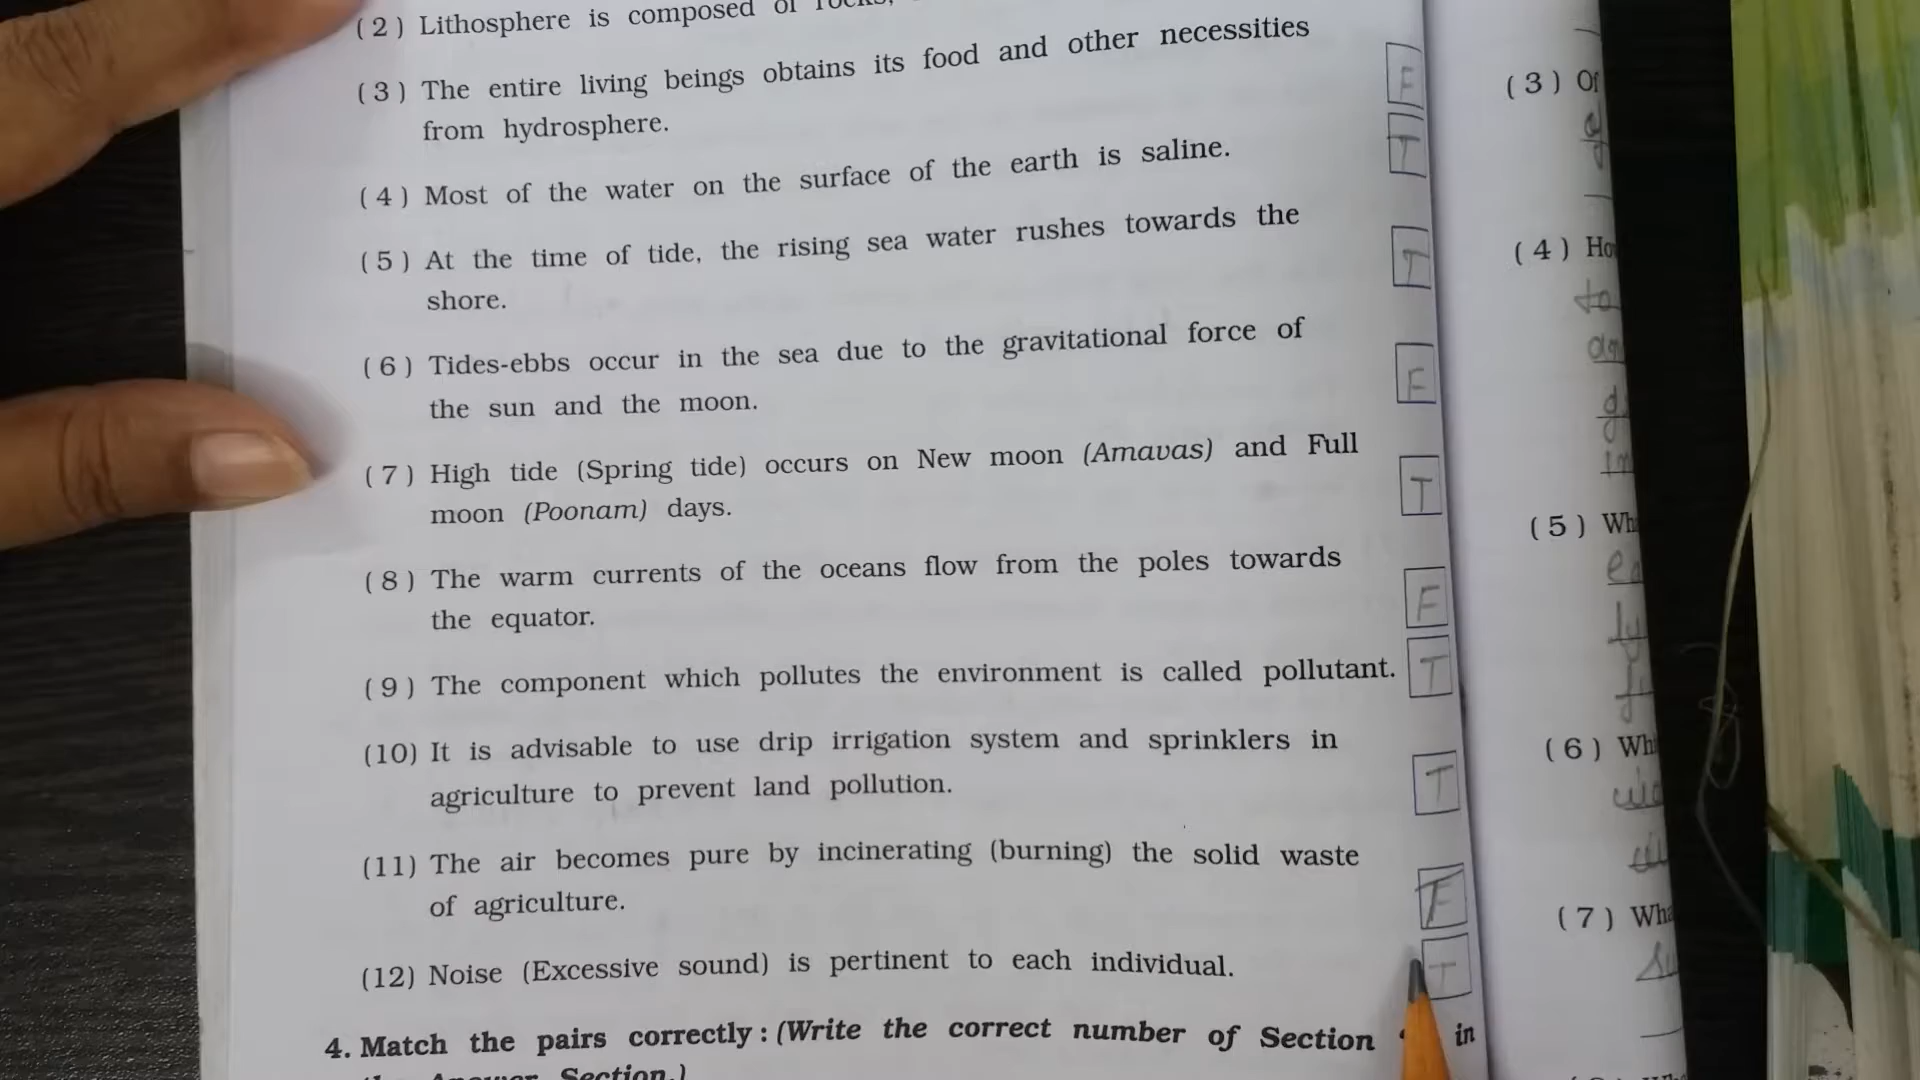 (2) Lithosphere is composed of rocks,
(3) The entire living beings obtains its food and other necessities
from hydrosphere. F
(4) Most of the water on the surface of the earth is saline. T
(5) At the time of tide, the rising sea water rushes towards the
shore. T
(6) Tides-ebbs occur in the sea due to the gravitational force of
the sun and the moon. F
(7) High tide (Spring tide) occurs on New moon (Amavas) and Full
moon (Poonam) days. T
(8) The warm currents of the oceans flow from the poles towards
the equator. F
(9) The component which pollutes the environment is called pollutant. T
(10) It is advisable to use drip irrigation system and sprinklers in
agriculture to prevent land pollution. T
(11) The air becomes pure by incinerating (burning) the solid waste
of agriculture. F
(12) Noise (Excessive sound) is pertinent to each individual. T
4. Match the pairs correctly : (Write the correct number of Section in
Answer Section.)
(3) Of
(4)
to
(5)
(6)
(7)